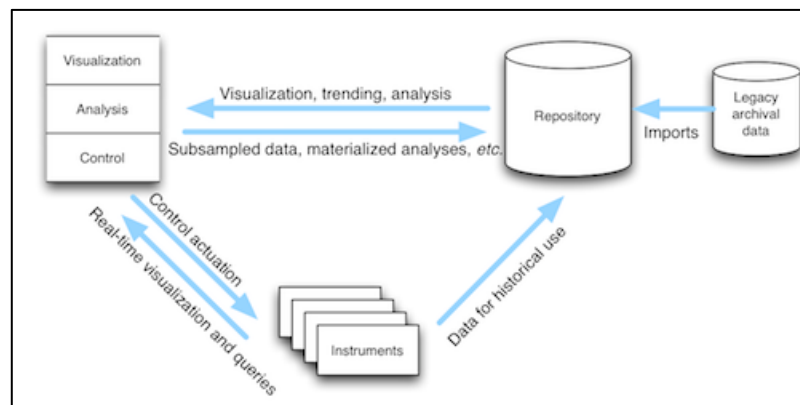 Visualization
Analysis
Control
Visualization, trending, analysis
Subsampled data, materialized analyses, etc.
Repository
Legacy
archival
data
Imports
Control actuation
Real-time visualization and queries
Instruments
Data for historical use